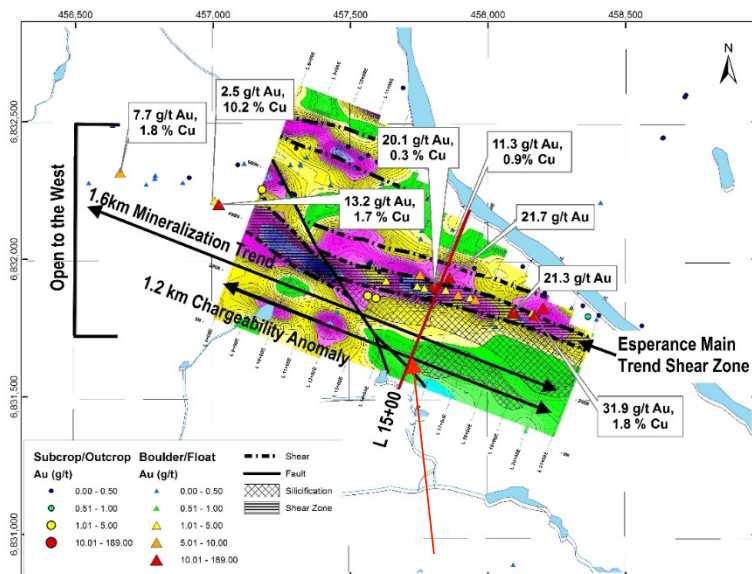 456,500
457,000
457,500
458,000
458,500
6,832,500
6,832,000
6,831,500
6,831,000
N
7.7 g/t Au,
1.8 % Cu
2.5 g/t Au,
10.2 % Cu
20.1 g/t Au,
0.3 % Cu
11.3 g/t Au,
0.9% Cu
13.2 g/t Au,
1.7 % Cu
21.7 g/t Au
21.3 g/t Au
31.9 g/t Au,
1.8 % Cu
Open to the West
1.6km Mineralization Trend
1.2 km Chargeability Anomaly
Esperance Main
Trend Shear Zone
L 15+00
Subcrop/Outcrop
Au (g/t)
0.00 - 0.50
0.51 - 1.00
1.01 - 5.00
10.01 - 189.00
Boulder/Float
Au (g/t)
0.00 - 0.50
0.51 - 1.00
1.01 - 5.00
5.01 - 10.00
10.01 - 189.00
Shear
Fault
Silicification
Shear Zone